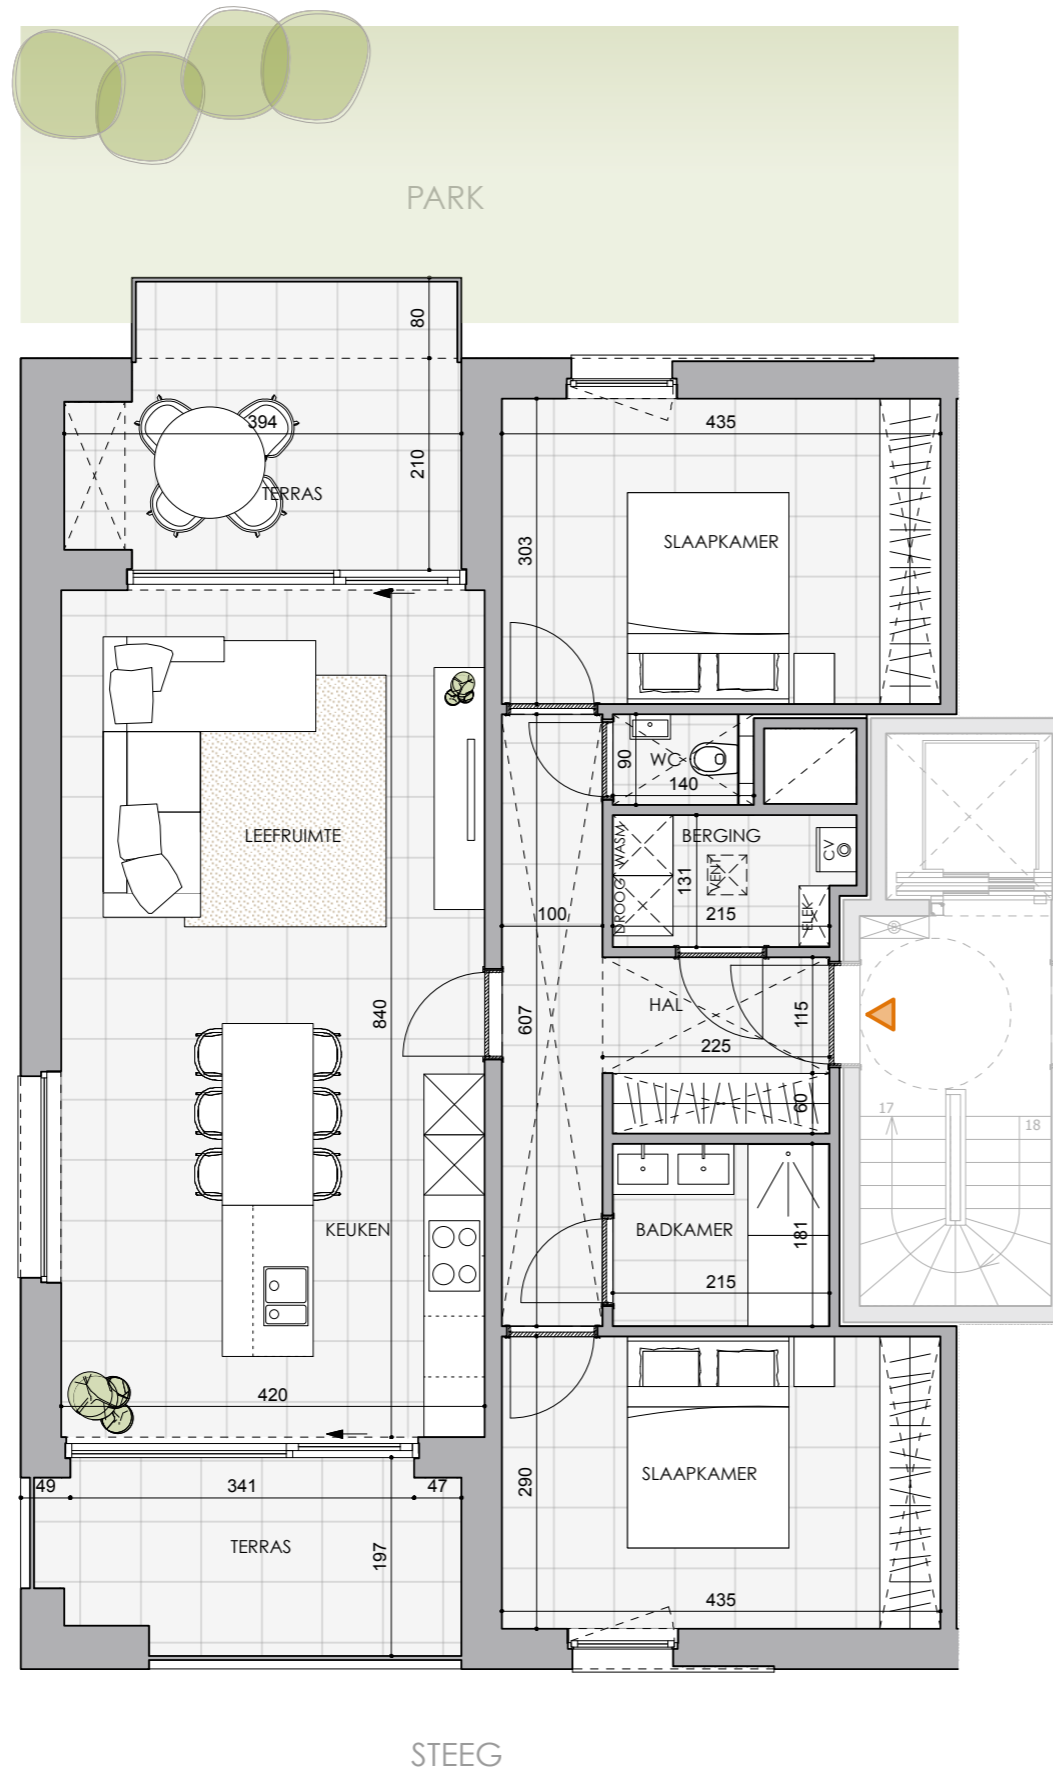 PARK
80
394
210
TERRAS
435
303
SLAAPKAMER
90
WC
140
LEEFRUIMTE
WASM
DROOG
BERGING
131
VENT
CV
215
ELEK
100
840
607
HAL
115
225
60
17
18
KEUKEN
BADKAMER
181
215
420
49
341
47
290
SLAAPKAMER
TERRAS
197
435
STEEG